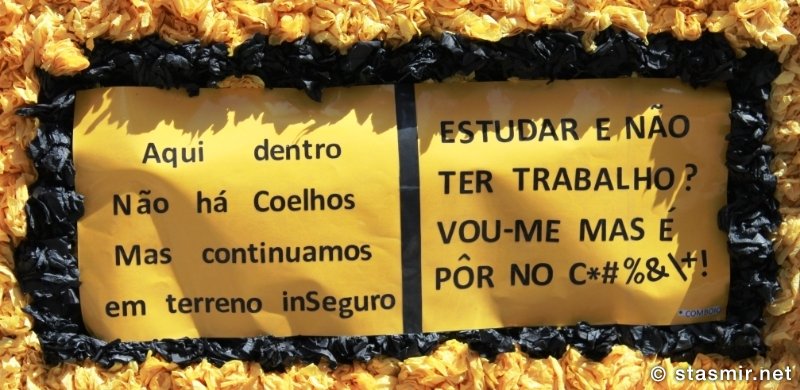 Aqui dentro
Não há Coelhos
Mas continuamos
em terreno inSeguro
ESTUDAR E NÃO
TER TRABALHO?
VOU-ME MAS É
PÔR NO C*#%&\+!
* COMBOIO
© stasmir.net